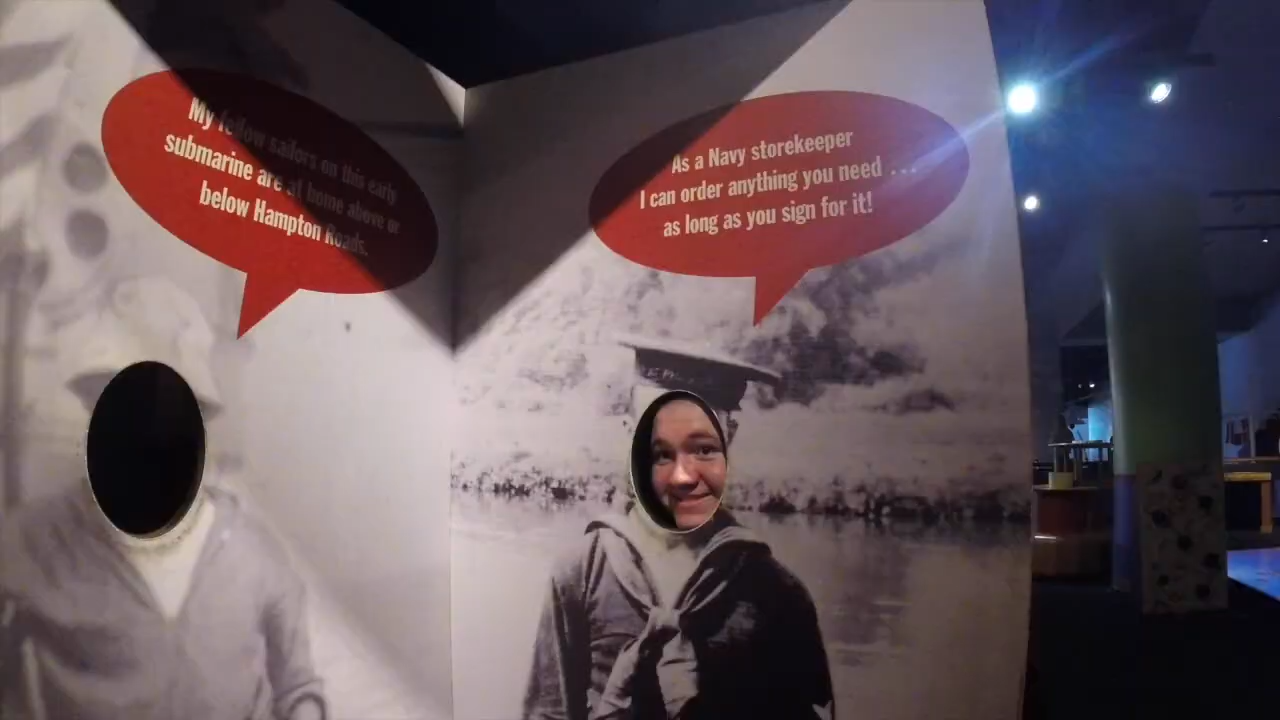 My fellow sailors on this early
submarine are at home above or
below Hampton Roads.
As a Navy storekeeper
I can order anything you need ...
as long as you sign for it!